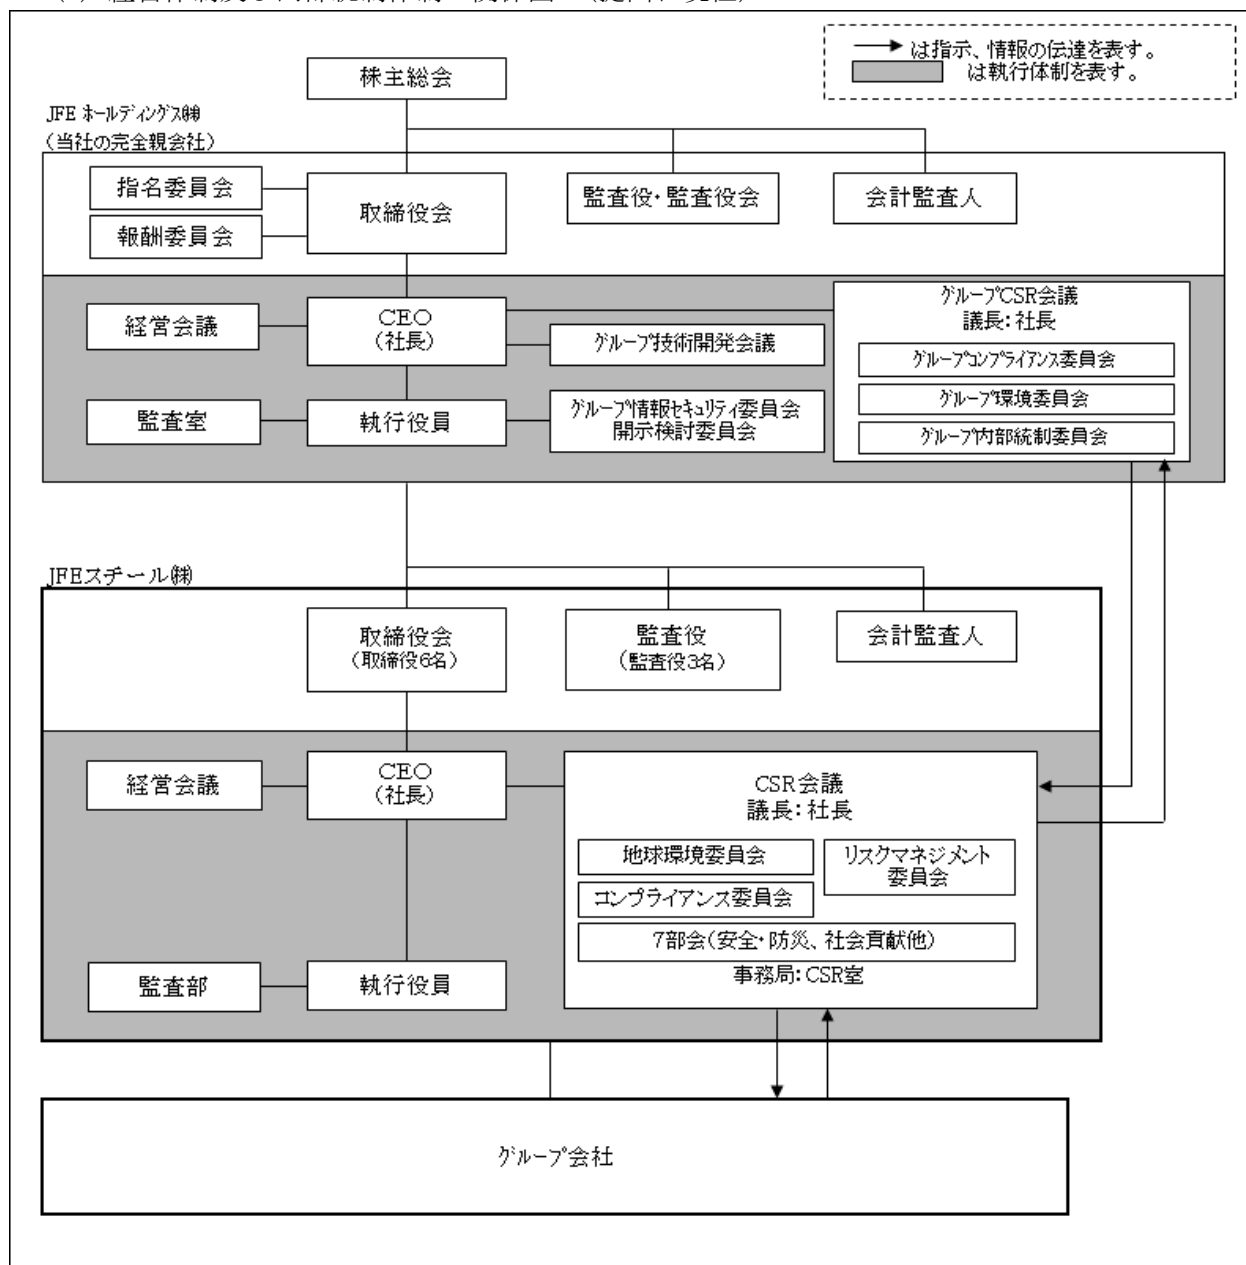 は指示、情報の伝達を表す。
は執行体制を表す。
株主総会
JFE ホールディングス㈱
（当社の完全親会社）
指名委員会
報酬委員会
取締役会
監査役・監査役会
会計監査人
経営会議
CEO
（社長）
グループ技術開発会議
グループCSR会議
議長：社長
グループコンプライアンス委員会
グループ環境委員会
グループ内部統制委員会
監査室
執行役員
グループ情報セキュリティ委員会
開示検討委員会
JFEスチール㈱
取締役会
（取締役6名）
監査役
（監査役3名）
会計監査人
経営会議
CEO
（社長）
CSR会議
議長：社長
地球環境委員会
リスクマネジメント
委員会
コンプライアンス委員会
7部会（安全・防災、社会貢献他）
事務局：CSR室
監査部
執行役員
グループ会社